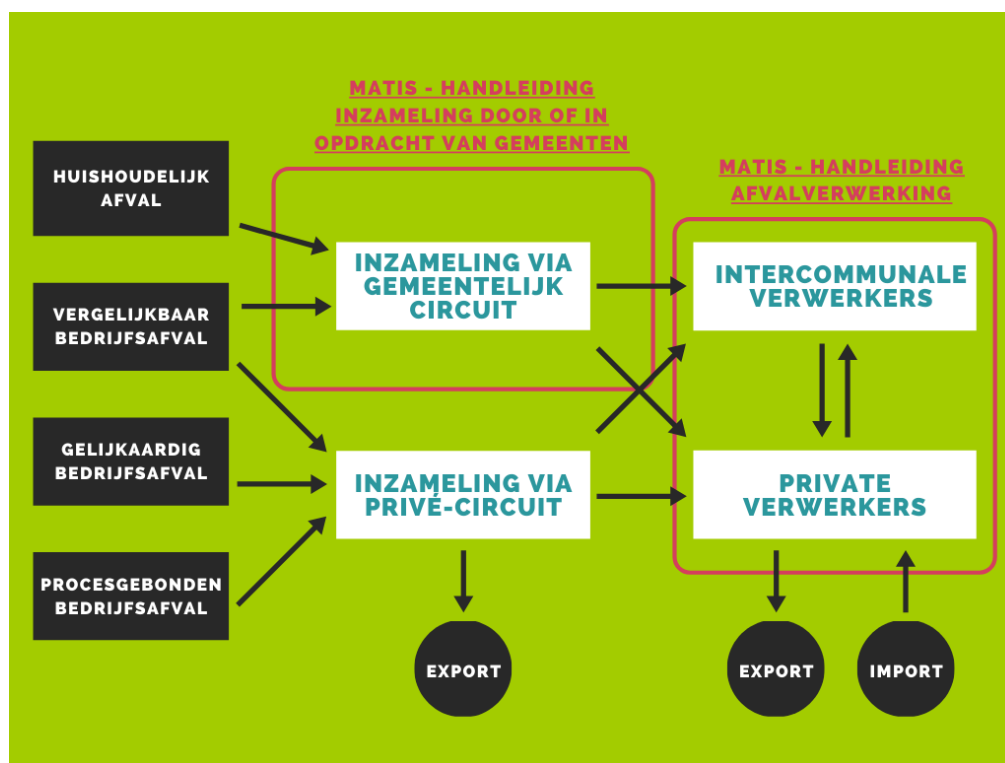 MATIS - HANDLEIDING
INZAMELING DOOR OF IN
OPDRACHT VAN GEMEENTEN
MATIS - HANDLEIDING
AFVALVERWERKING
HUISHOUDELIJK
AFVAL
VERGELIJKBAAR
BEDRIJFSAFVAL
GELIJKAARDIG
BEDRIJFSAFVAL
PROCESGEBONDEN
BEDRIJFSAFVAL
INZAMELING VIA
GEMEENTELIJK
CIRCUIT
INZAMELING VIA
PRIVÉ-CIRCUIT
EXPORT
INTERCOMMUNALE
VERWERKERS
PRIVATE
VERWERKERS
EXPORT
IMPORT